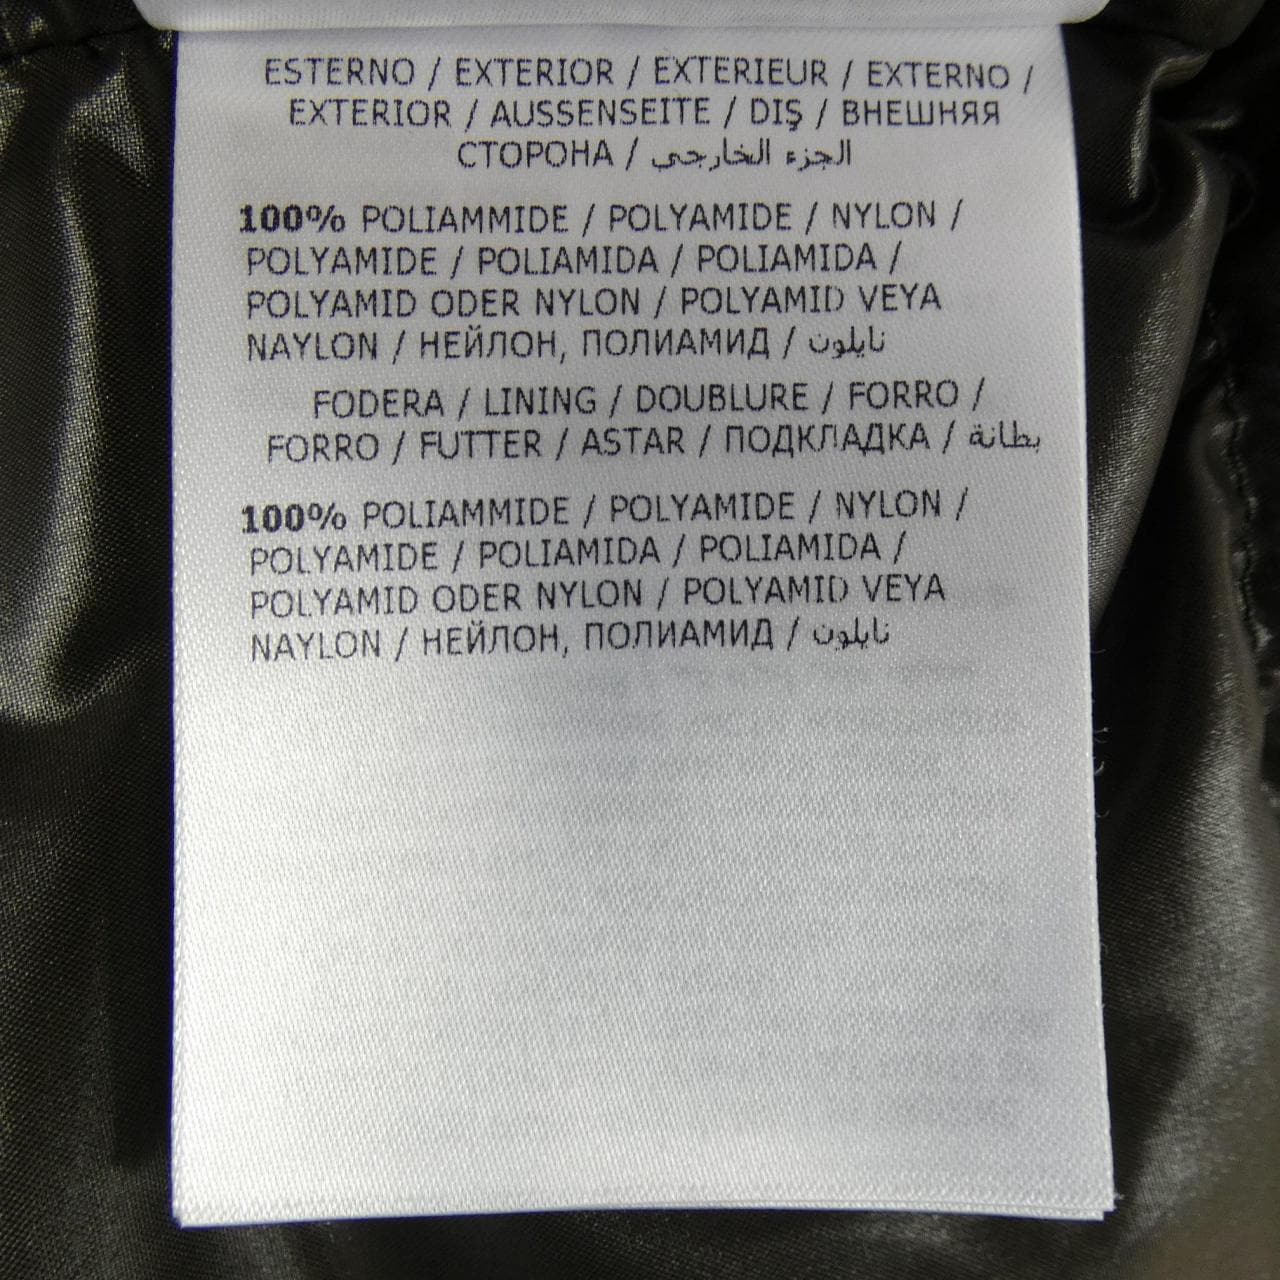 ESTERNO / EXTERIOR / EXTERIEUR / EXTERNO /
EXTERIOR / AUSSENSEITE / DIŞ / ВНЕШНЯЯ
СТОРОНА / الجزء الخارجي
100% POLIAMMIDE / POLYAMIDE / NYLON /
POLYAMIDE / POLIAMIDA / POLIAMIDA /
POLYAMID ODER NYLON / POLYAMID VEYA
NAYLON / НЕЙЛОН, ПОЛИАМИД / نايلون
FODERA / LINING / DOUBLURE / FORRO /
FORRO / FUTTER / ASTAR / ПОДКЛАДКА / بطانة
100% POLIAMMIDE / POLYAMIDE / NYLON /
POLYAMIDE / POLIAMIDA / POLIAMIDA /
POLYAMID ODER NYLON / POLYAMID VEYA
NAYLON / НЕЙЛОН, ПОЛИАМИД / نايلون